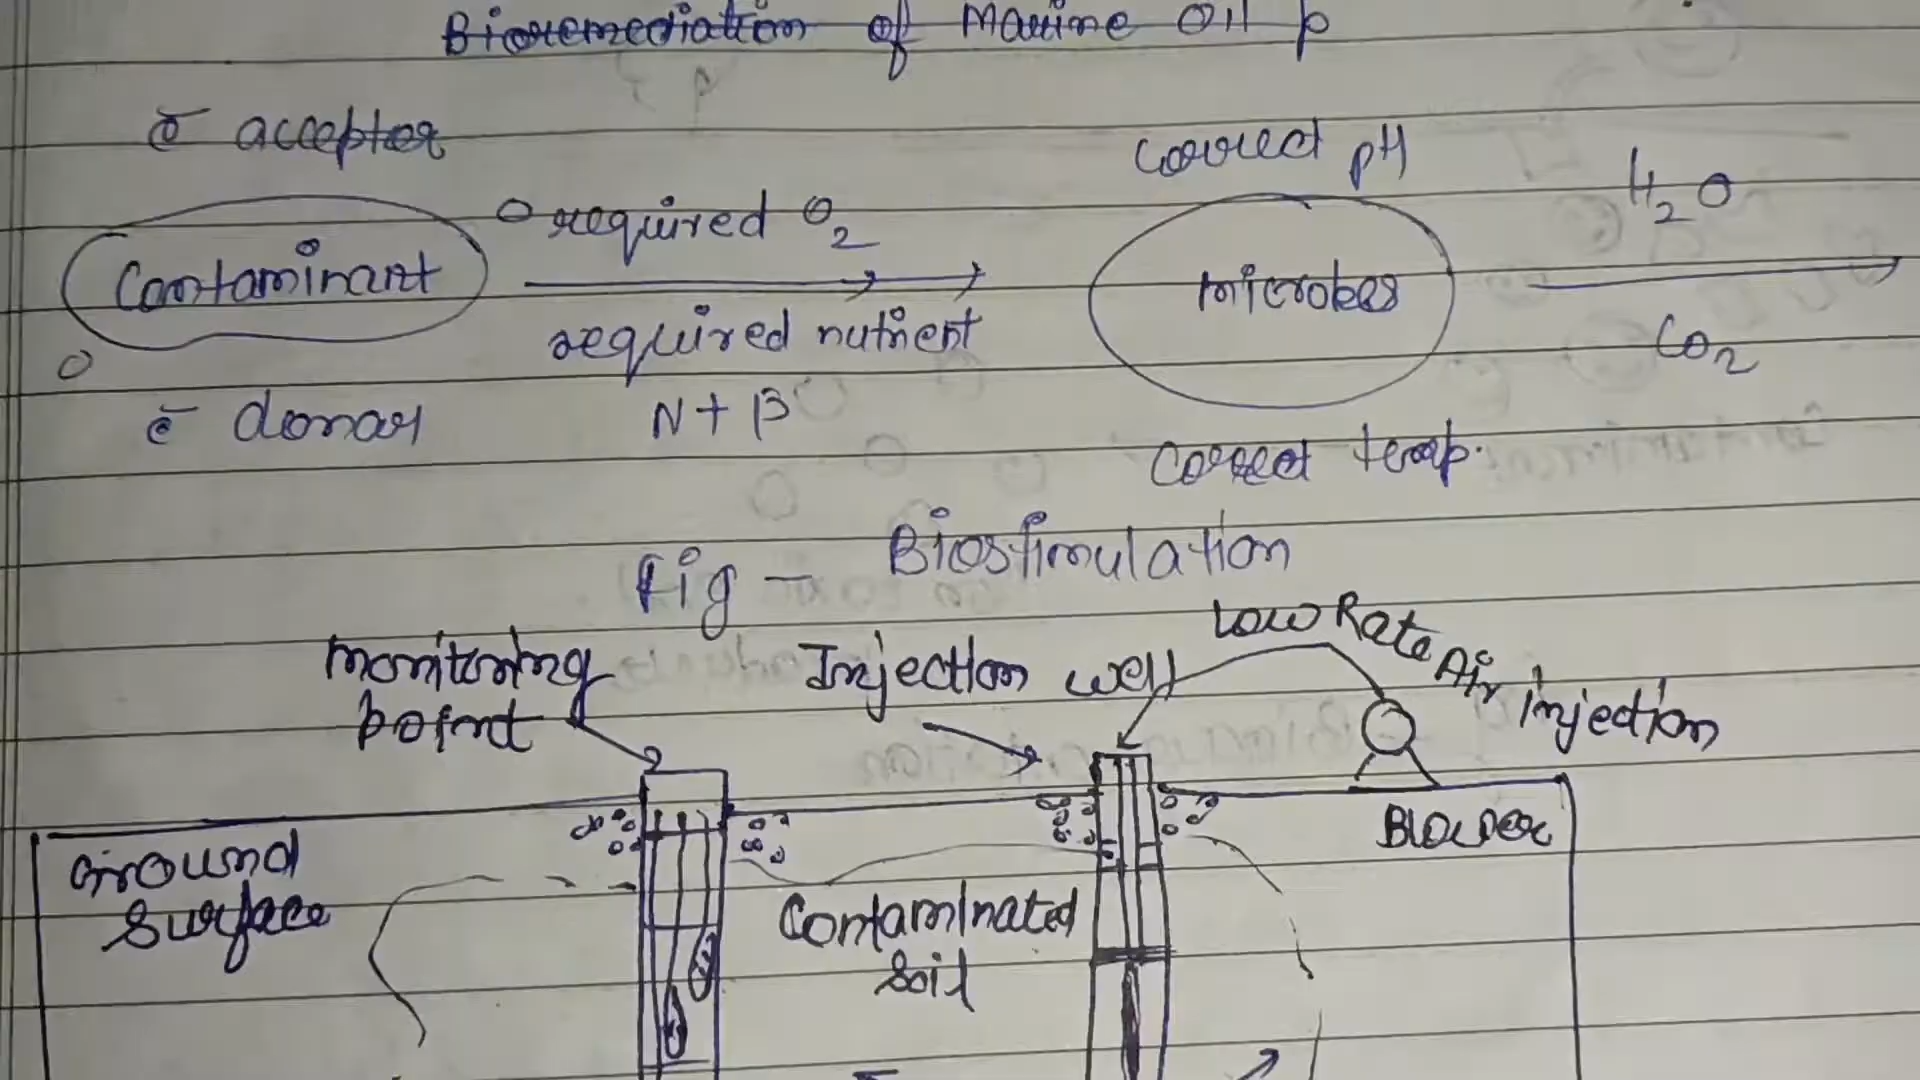 Bioremediation of Marine Oil p
ē acceptor
correct pH
H2O
required O2
Contaminant
microbes
required nutrient
CO2
ē donar
N + P
Correct temp.
Fig - Biostimulation
Low Rate Air Injection
monitoring
point
Injection well
Blower
Ground
Surface
Contaminated
Soil